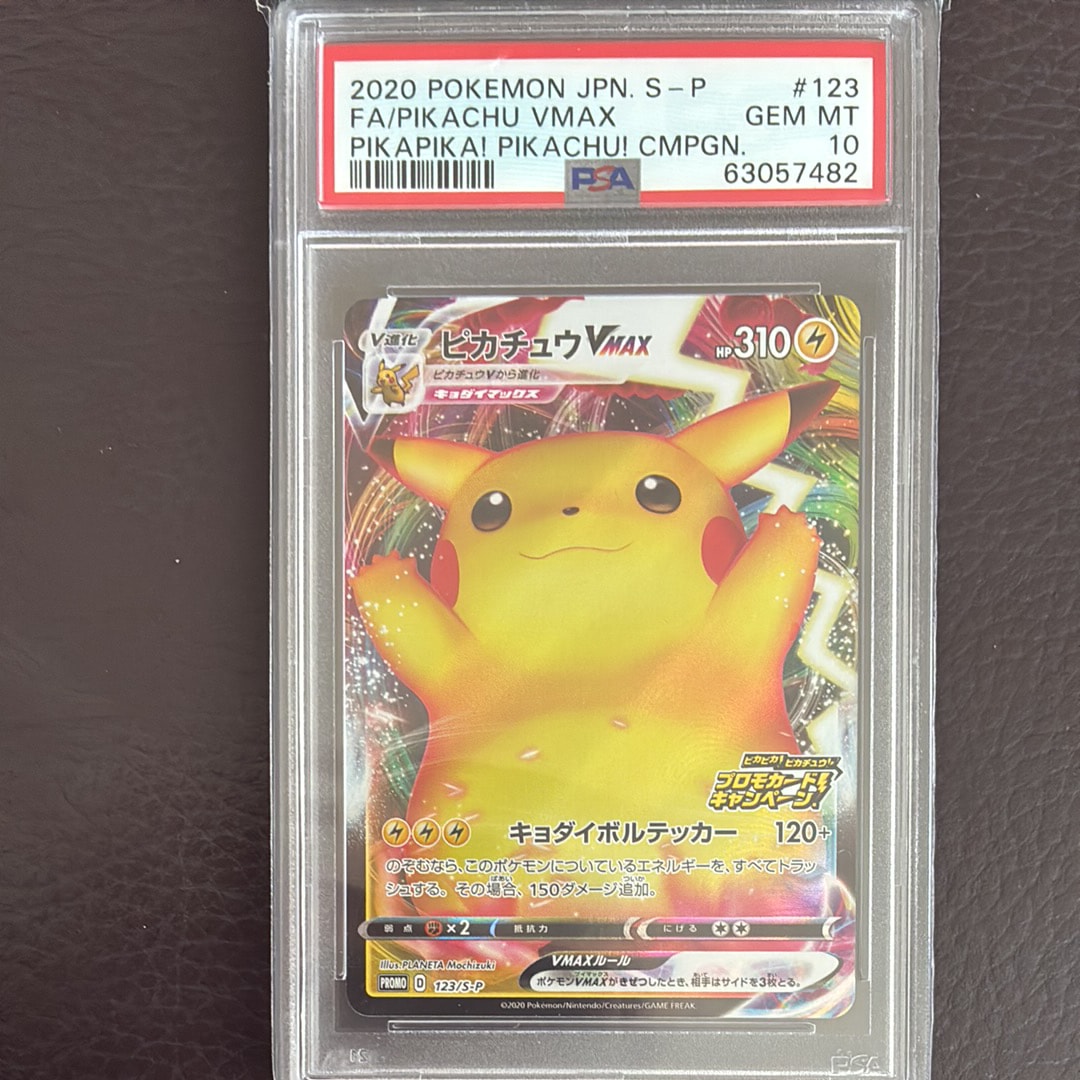 2020 POKEMON JPN. S-P #123
FA/PIKACHU VMAX GEM MT
PIKAPIKA! PIKACHU! CMPGN. 10
PSA 63057482
V進化 ピカチュウVMAX HP310
ピカチュウVから進化
キョダイマックス
ピカピカ!ピカチュウ!
プロモカード
キャンペーン!
キョダイボルテッカー 120+
のぞむなら、このポケモンについているエネルギーを、すべてトラッ
シュする。その場合、150ダメージ追加。
弱点 ×2 抵抗力 にげる
Illus.PLANETA Mochizuki VMAXルール
PROMO D 123/S-P ポケモンVMAXがきぜつしたとき、相手はサイドを3枚とる。
©2020 Pokémon/Nintendo/Creatures/GAME FREAK.
PSA